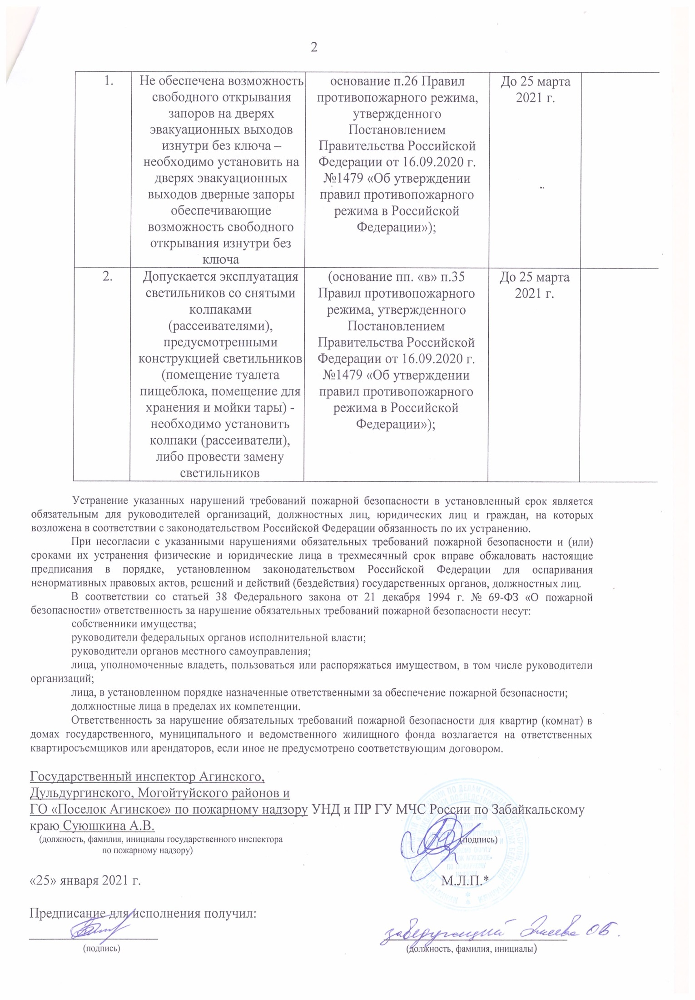 2
1.
Не обеспечена возможность
свободного открывания
запоров на дверях
эвакуационных выходов
изнутри без ключа –
необходимо установить на
дверях эвакуационных
выходов дверные запоры
обеспечивающие
возможность свободного
открывания изнутри без
ключа
основание п.26 Правил
противопожарного режима,
утвержденного
Постановлением
Правительства Российской
Федерации от 16.09.2020 г.
№1479 «Об утверждении
правил противопожарного
режима в Российской
Федерации»);
До 25 марта
2021 г.
2.
Допускается эксплуатация
светильников со снятыми
колпаками
(рассеивателями),
предусмотренными
конструкцией светильников
(помещение туалета
пищеблока, помещение для
хранения и мойки тары) -
необходимо установить
колпаки (рассеиватели),
либо провести замену
светильников
(основание пп. «в» п.35
Правил противопожарного
режима, утвержденного
Постановлением
Правительства Российской
Федерации от 16.09.2020 г.
№1479 «Об утверждении
правил противопожарного
режима в Российской
Федерации»);
До 25 марта
2021 г.
Устранение указанных нарушений требований пожарной безопасности в установленный срок является
обязательным для руководителей организаций, должностных лиц, юридических лиц и граждан, на которых
возложена в соответствии с законодательством Российской Федерации обязанность по их устранению.
При несогласии с указанными нарушениями обязательных требований пожарной безопасности и (или)
сроками их устранения физические и юридические лица в трехмесячный срок вправе обжаловать настоящие
предписания в порядке, установленном законодательством Российской Федерации для оспаривания
ненормативных правовых актов, решений и действий (бездействия) государственных органов, должностных лиц.
В соответствии со статьей 38 Федерального закона от 21 декабря 1994 г. № 69-ФЗ «О пожарной
безопасности» ответственность за нарушение обязательных требований пожарной безопасности несут:
собственники имущества;
руководители федеральных органов исполнительной власти;
руководители органов местного самоуправления;
лица, уполномоченные владеть, пользоваться или распоряжаться имуществом, в том числе руководители
организаций;
лица, в установленном порядке назначенные ответственными за обеспечение пожарной безопасности;
должностные лица в пределах их компетенции.
Ответственность за нарушение обязательных требований пожарной безопасности для квартир (комнат) в
домах государственного, муниципального и ведомственного жилищного фонда возлагается на ответственных
квартиросъемщиков или арендаторов, если иное не предусмотрено соответствующим договором.
Государственный инспектор Агинского,
Дульдургинского, Могойтуйского районов и
ГО «Поселок Агинское» по пожарному надзору УНД и ПР ГУ МЧС России по Забайкальскому
краю Суюшкина А.В.
(должность, фамилия, инициалы государственного инспектора
по пожарному надзору)
(подпись)
«25» января 2021 г.
М.Л.П.*
Предписание для исполнения получил:
заведующий ОБ.
(подпись)
(должность, фамилия, инициалы)